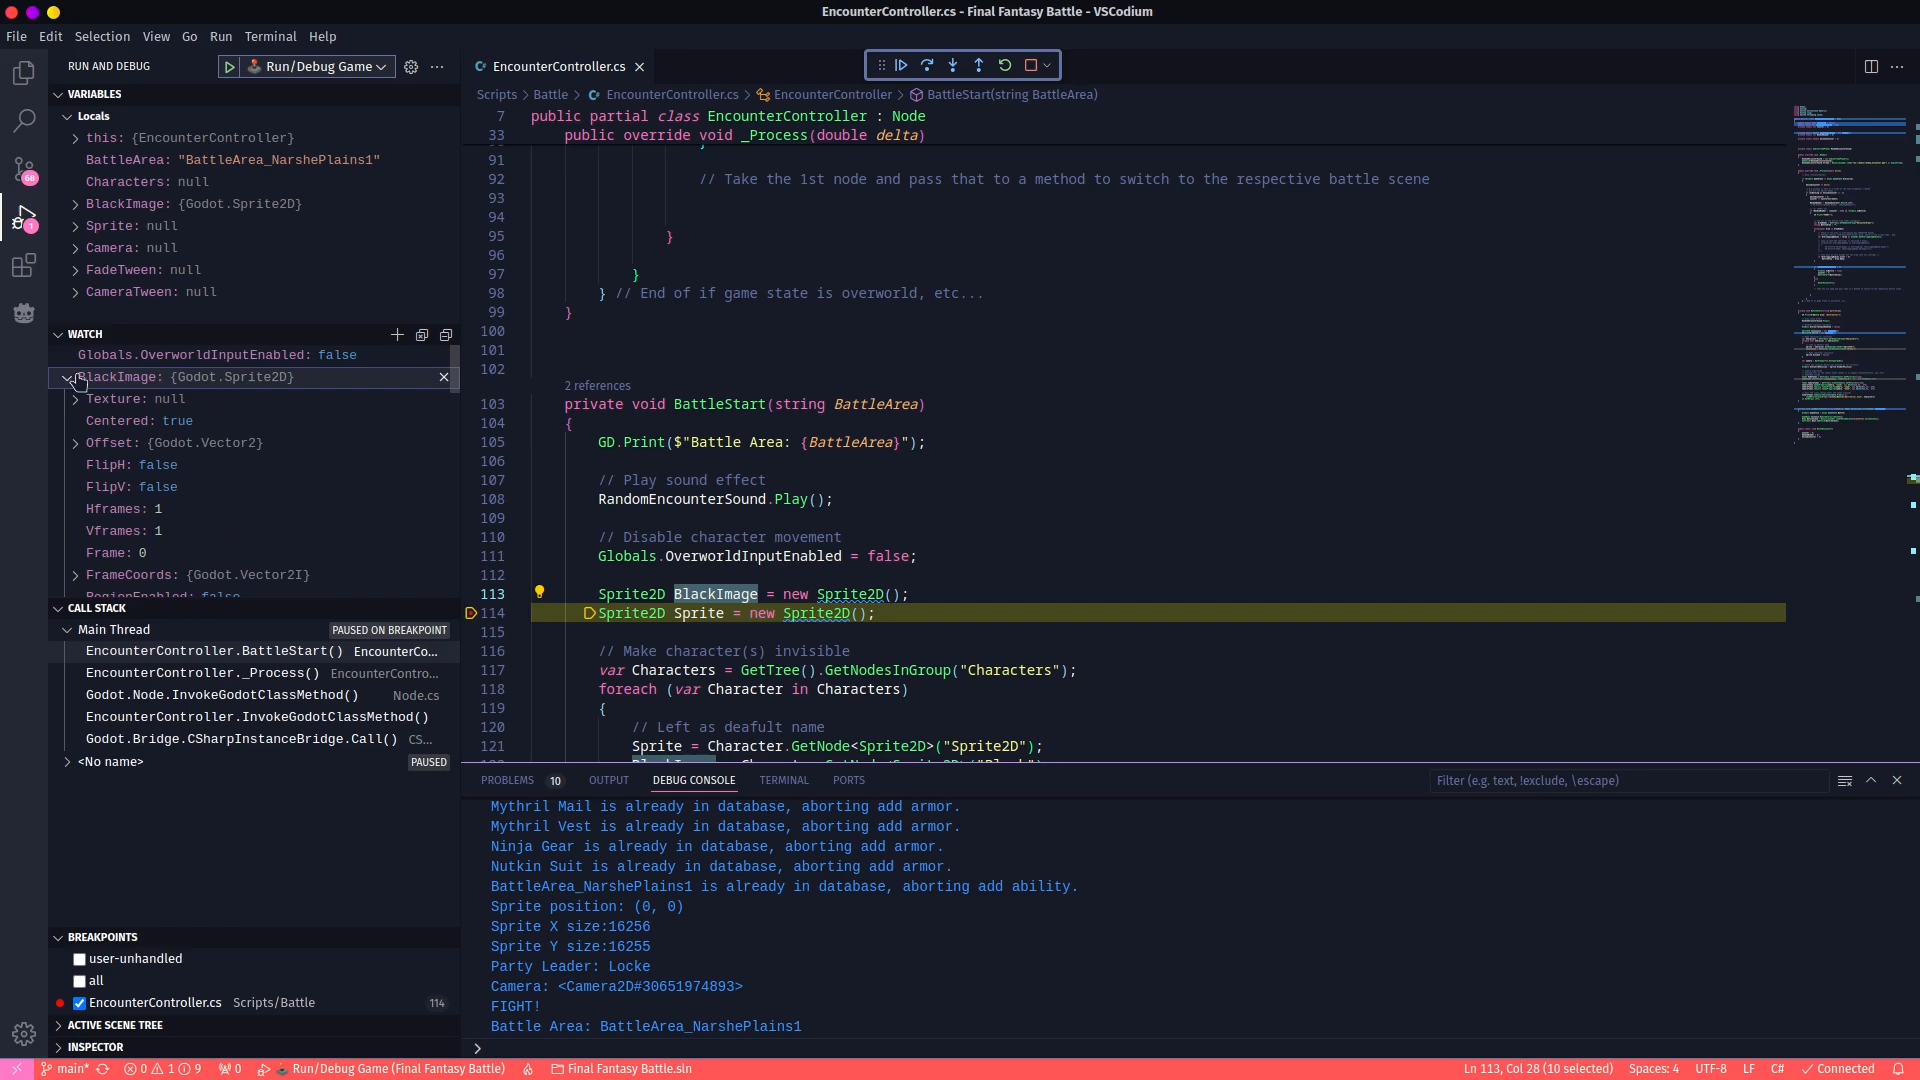 EncounterController.cs - Final Fantasy Battle - VSCodium
File Edit Selection View Go Run Terminal Help
RUN AND DEBUG Run/Debug Game
EncounterController.cs
VARIABLES
Locals
this: {EncounterController}
BattleArea: "BattleArea_NarshePlains1"
Characters: null
BlackImage: {Godot.Sprite2D}
Sprite: null
Camera: null
FadeTween: null
CameraTween: null
WATCH
Globals.OverworldInputEnabled: false
BlackImage: {Godot.Sprite2D}
Texture: null
Centered: true
Offset: {Godot.Vector2}
FlipH: false
FlipV: false
Hframes: 1
Vframes: 1
Frame: 0
FrameCoords: {Godot.Vector2I}
RegionEnabled: false
CALL STACK
Main Thread PAUSED ON BREAKPOINT
EncounterController.BattleStart() EncounterCo...
EncounterController._Process() EncounterContro...
Godot.Node.InvokeGodotClassMethod() Node.cs
EncounterController.InvokeGodotClassMethod()
Godot.Bridge.CSharpInstanceBridge.Call() CS...
<No name> PAUSED
BREAKPOINTS
user-unhandled
all
EncounterController.cs Scripts/Battle 114
ACTIVE SCENE TREE
INSPECTOR
Scripts > Battle > EncounterController.cs > EncounterController > BattleStart(string BattleArea)
7 public partial class EncounterController : Node
33 public override void _Process(double delta)
91
92 // Take the 1st node and pass that to a method to switch to the respective battle scene
93
94
95 }
96
97 }
98 } // End of if game state is overworld, etc...
99 }
100
101
102
2 references
103 private void BattleStart(string BattleArea)
104 {
105 GD.Print($"Battle Area: {BattleArea}");
106
107 // Play sound effect
108 RandomEncounterSound.Play();
109
110 // Disable character movement
111 Globals.OverworldInputEnabled = false;
112
113 Sprite2D BlackImage = new Sprite2D();
114 Sprite2D Sprite = new Sprite2D();
115
116 // Make character(s) invisible
117 var Characters = GetTree().GetNodesInGroup("Characters");
118 foreach (var Character in Characters)
119 {
120 // Left as deafult name
121 Sprite = Character.GetNode<Sprite2D>("Sprite2D");
PROBLEMS 10 OUTPUT DEBUG CONSOLE TERMINAL PORTS Filter (e.g. text, !exclude, \escape)
Mythril Mail is already in database, aborting add armor.
Mythril Vest is already in database, aborting add armor.
Ninja Gear is already in database, aborting add armor.
Nutkin Suit is already in database, aborting add armor.
BattleArea_NarshePlains1 is already in database, aborting add ability.
Sprite position: (0, 0)
Sprite X size:16256
Sprite Y size:16255
Party Leader: Locke
Camera: <Camera2D#30651974893>
FIGHT!
Battle Area: BattleArea_NarshePlains1
68
1
main* 0 1 9 0 Run/Debug Game (Final Fantasy Battle) Final Fantasy Battle.sln Ln 113, Col 28 (10 selected) Spaces: 4 UTF-8 LF C# Connected